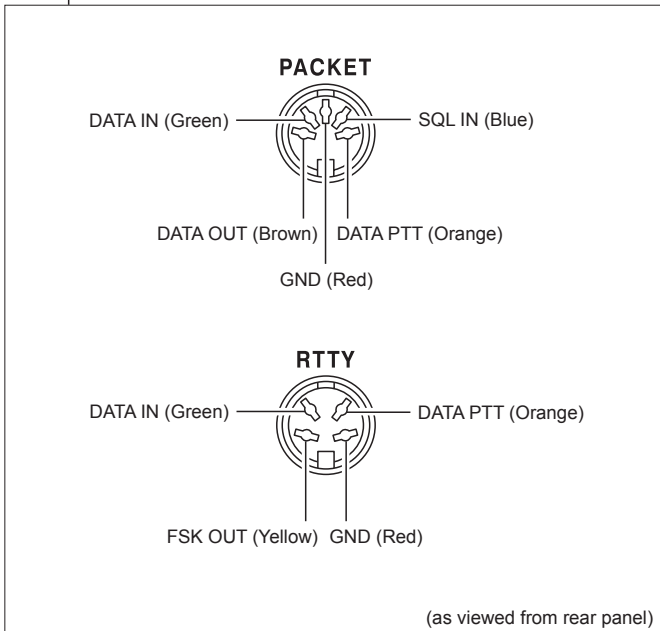 PACKET
DATA IN (Green)
SQL IN (Blue)
DATA OUT (Brown)
DATA PTT (Orange)
GND (Red)
RTTY
DATA IN (Green)
DATA PTT (Orange)
FSK OUT (Yellow)
GND (Red)
(as viewed from rear panel)